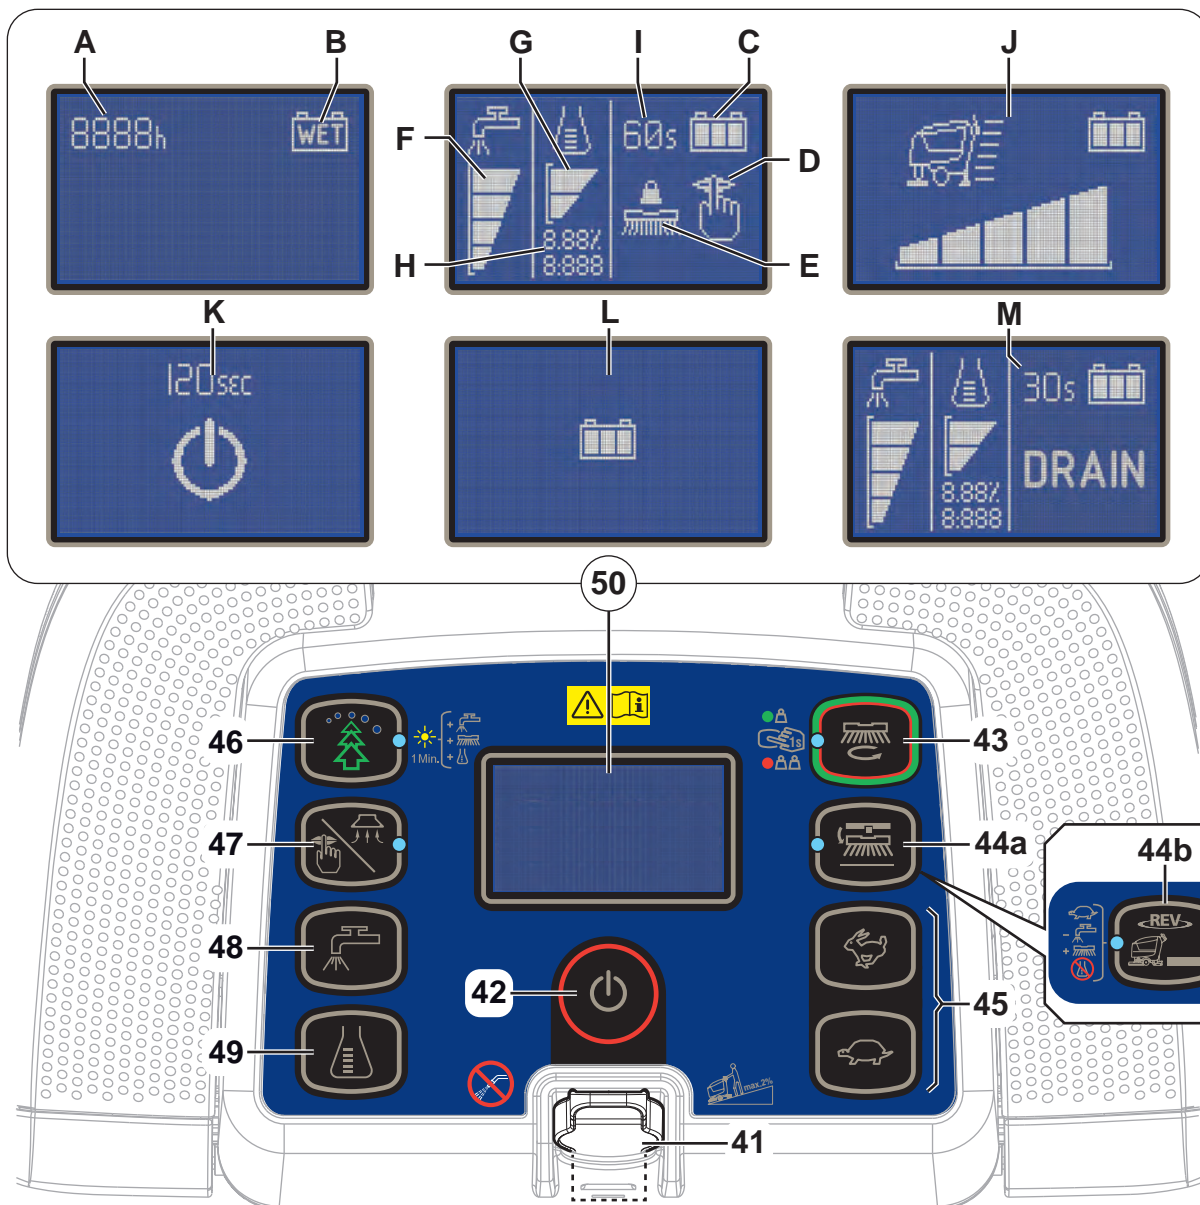 A
B
G
I
C
J
8888h
WET
60s
F
D
H
8.88%
8:888
E
K
L
M
120sec
30s
DRAIN
8.88%
8:888
50
46
1 Min.
+
+
+
i
1s
43
47
44a
44b
REV
-
+
48
42
45
49
max.2%
41